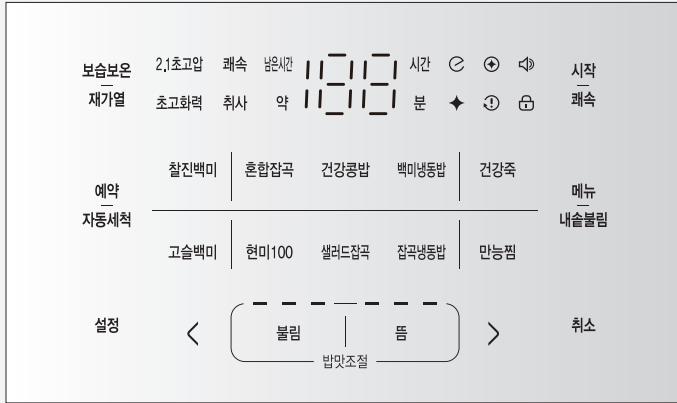 보습보온
재가열
2.1초고압 쾌속 남은시간 188 시간
초고화력 취사 약 분
시작
쾌속
예약
자동세척
찰진백미 혼합잡곡 건강콩밥 백미냉동밥 건강죽
고슬백미 현미100 샐러드잡곡 잡곡냉동밥 만능찜
메뉴
내솥불림
설정
< 불림 뜸 >
밥맛조절
취소